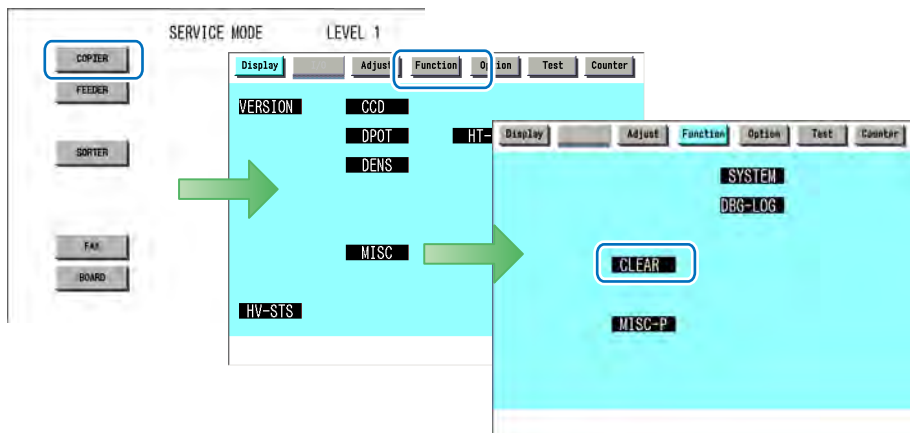 SERVICE MODE LEVEL 1
COPIER
FEEDER
SORTER
FAX
BOARD
Display Adjust Function Option Test Counter
VERSION CCD
DPOT HT-
DENS
MISC
HV-STS
Display Adjust Function Option Test Counter
SYSTEM
DBG-LOG
CLEAR
MISC-P